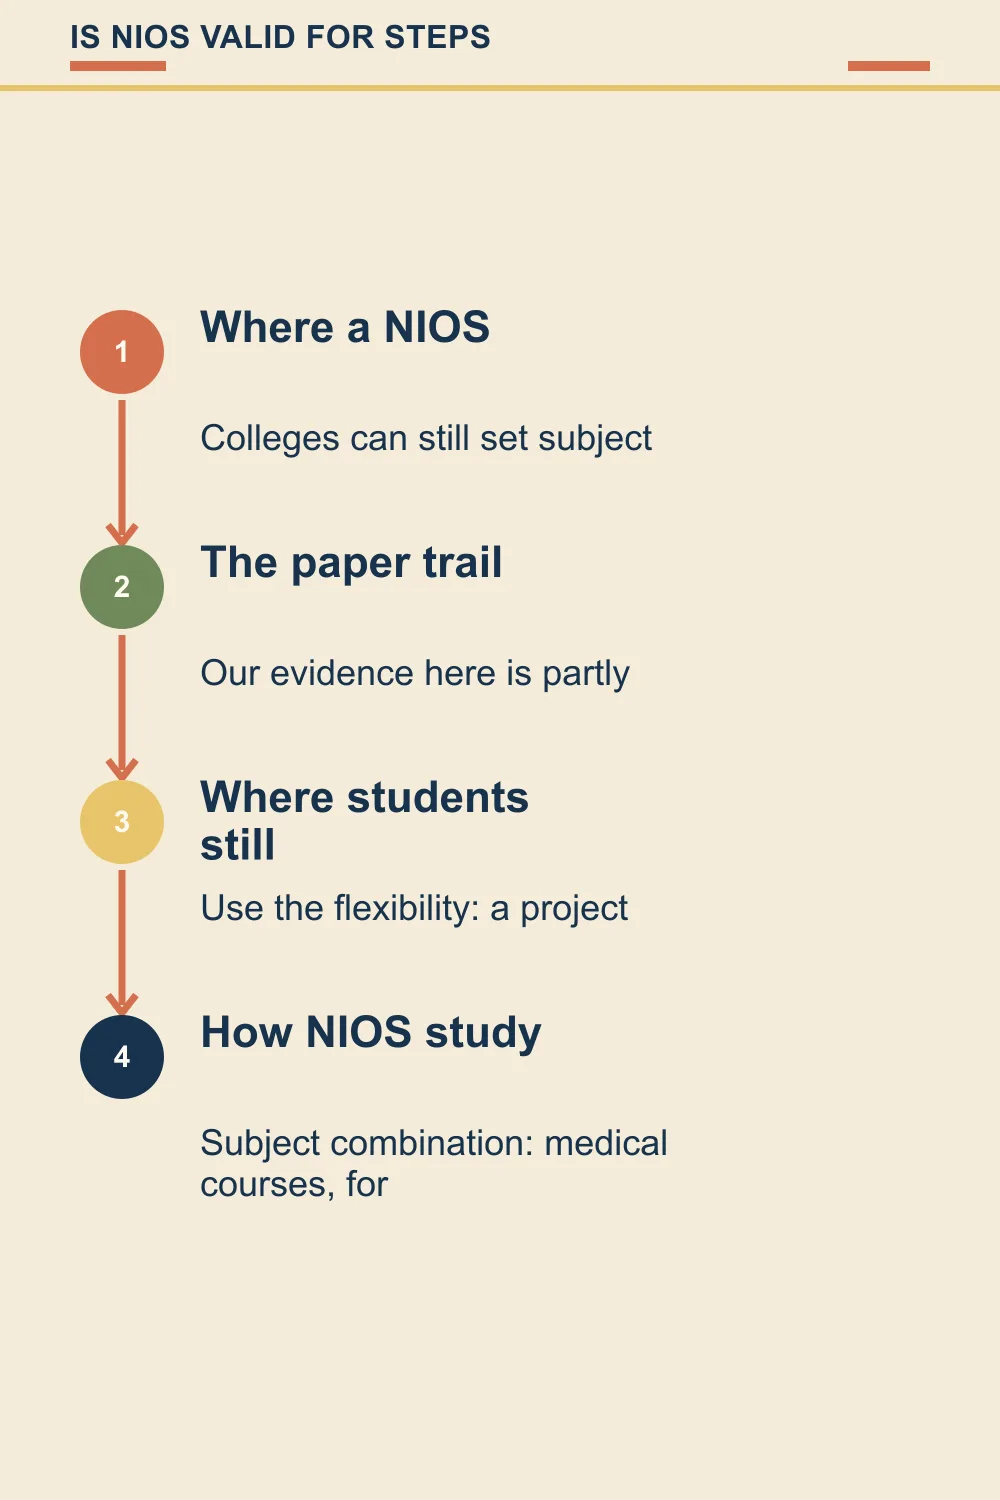 IS NIOS VALID FOR STEPS
1
Where a NIOS
Colleges can still set subject
2
The paper trail
Our evidence here is partly
3
Where students
still
Use the flexibility: a project
4
How NIOS study
Subject combination: medical
courses, for